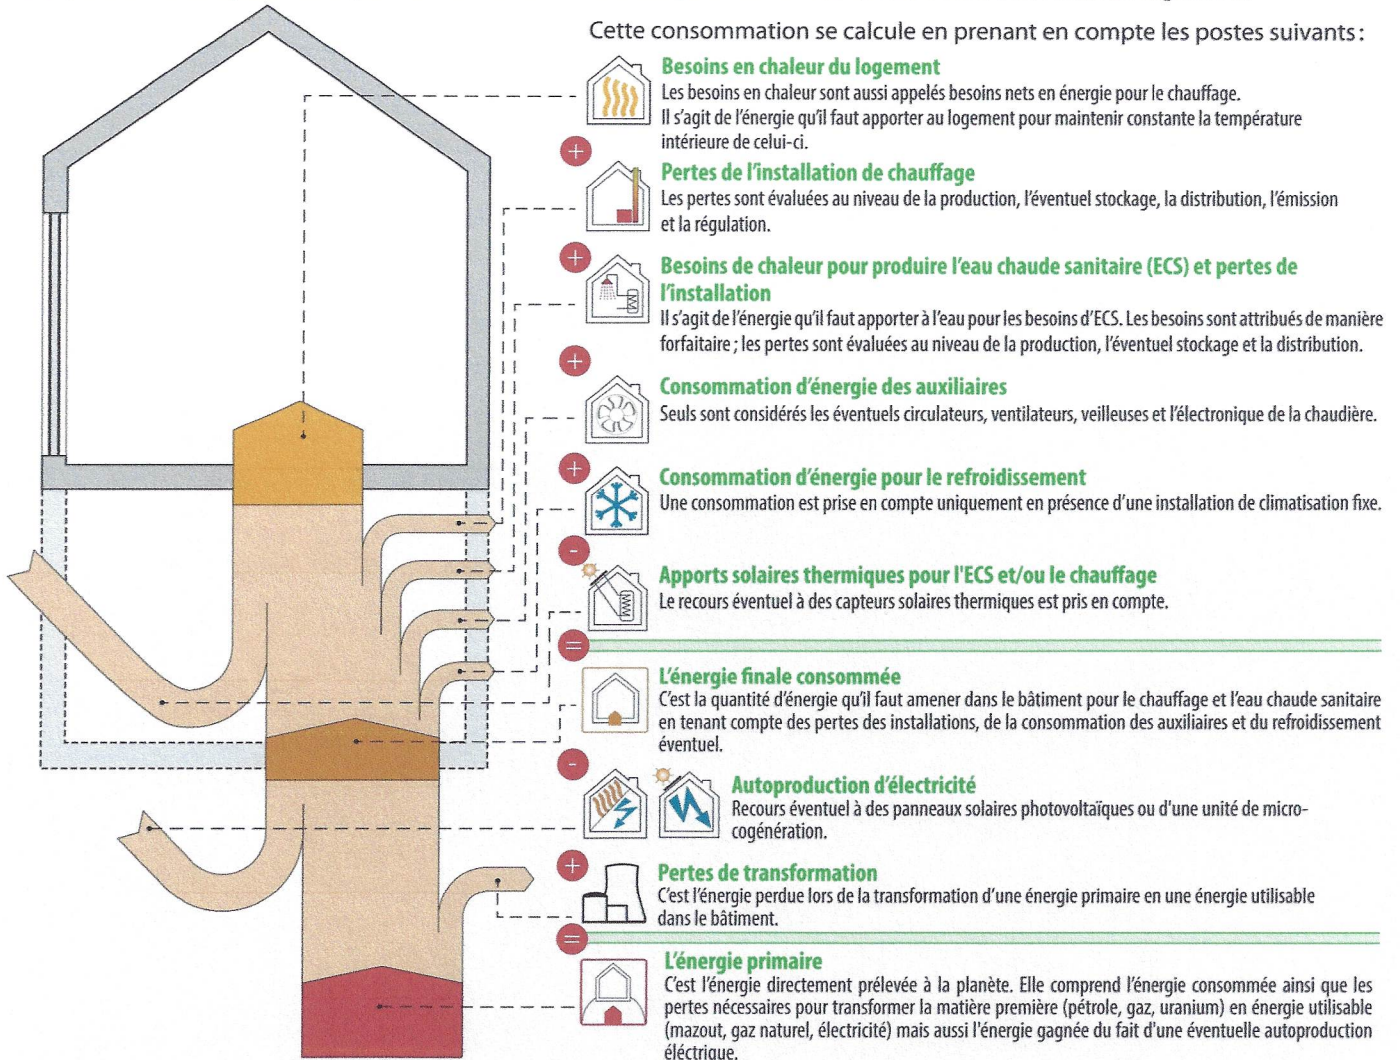 Cette consommation se calcule en prenant en compte les postes suivants :
Besoins en chaleur du logement
Les besoins en chaleur sont aussi appelés besoins nets en énergie pour le chauffage.
Il s'agit de l'énergie qu'il faut apporter au logement pour maintenir constante la température
intérieure de celui-ci.
+
Pertes de l'installation de chauffage
Les pertes sont évaluées au niveau de la production, l'éventuel stockage, la distribution, l'émission
et la régulation.
+
Besoins de chaleur pour produire l'eau chaude sanitaire (ECS) et pertes de
l'installation
Il s'agit de l'énergie qu'il faut apporter à l'eau pour les besoins d'ECS. Les besoins sont attribués de manière
forfaitaire ; les pertes sont évaluées au niveau de la production, l'éventuel stockage et la distribution.
+
Consommation d'énergie des auxiliaires
Seuls sont considérés les éventuels circulateurs, ventilateurs, veilleuses et l'électronique de la chaudière.
+
Consommation d'énergie pour le refroidissement
Une consommation est prise en compte uniquement en présence d'une installation de climatisation fixe.
-
Apports solaires thermiques pour l'ECS et/ou le chauffage
Le recours éventuel à des capteurs solaires thermiques est pris en compte.
=
L'énergie finale consommée
C'est la quantité d'énergie qu'il faut amener dans le bâtiment pour le chauffage et l'eau chaude sanitaire
en tenant compte des pertes des installations, de la consommation des auxiliaires et du refroidissement
éventuel.
-
Autoproduction d'électricité
Recours éventuel à des panneaux solaires photovoltaïques ou d'une unité de micro-
cogénération.
+
Pertes de transformation
C'est l'énergie perdue lors de la transformation d'une énergie primaire en une énergie utilisable
dans le bâtiment.
=
L'énergie primaire
C'est l'énergie directement prélevée à la planète. Elle comprend l'énergie consommée ainsi que les
pertes nécessaires pour transformer la matière première (pétrole, gaz, uranium) en énergie utilisable
(mazout, gaz naturel, électricité) mais aussi l'énergie gagnée du fait d'une éventuelle autoproduction
éléctrique.